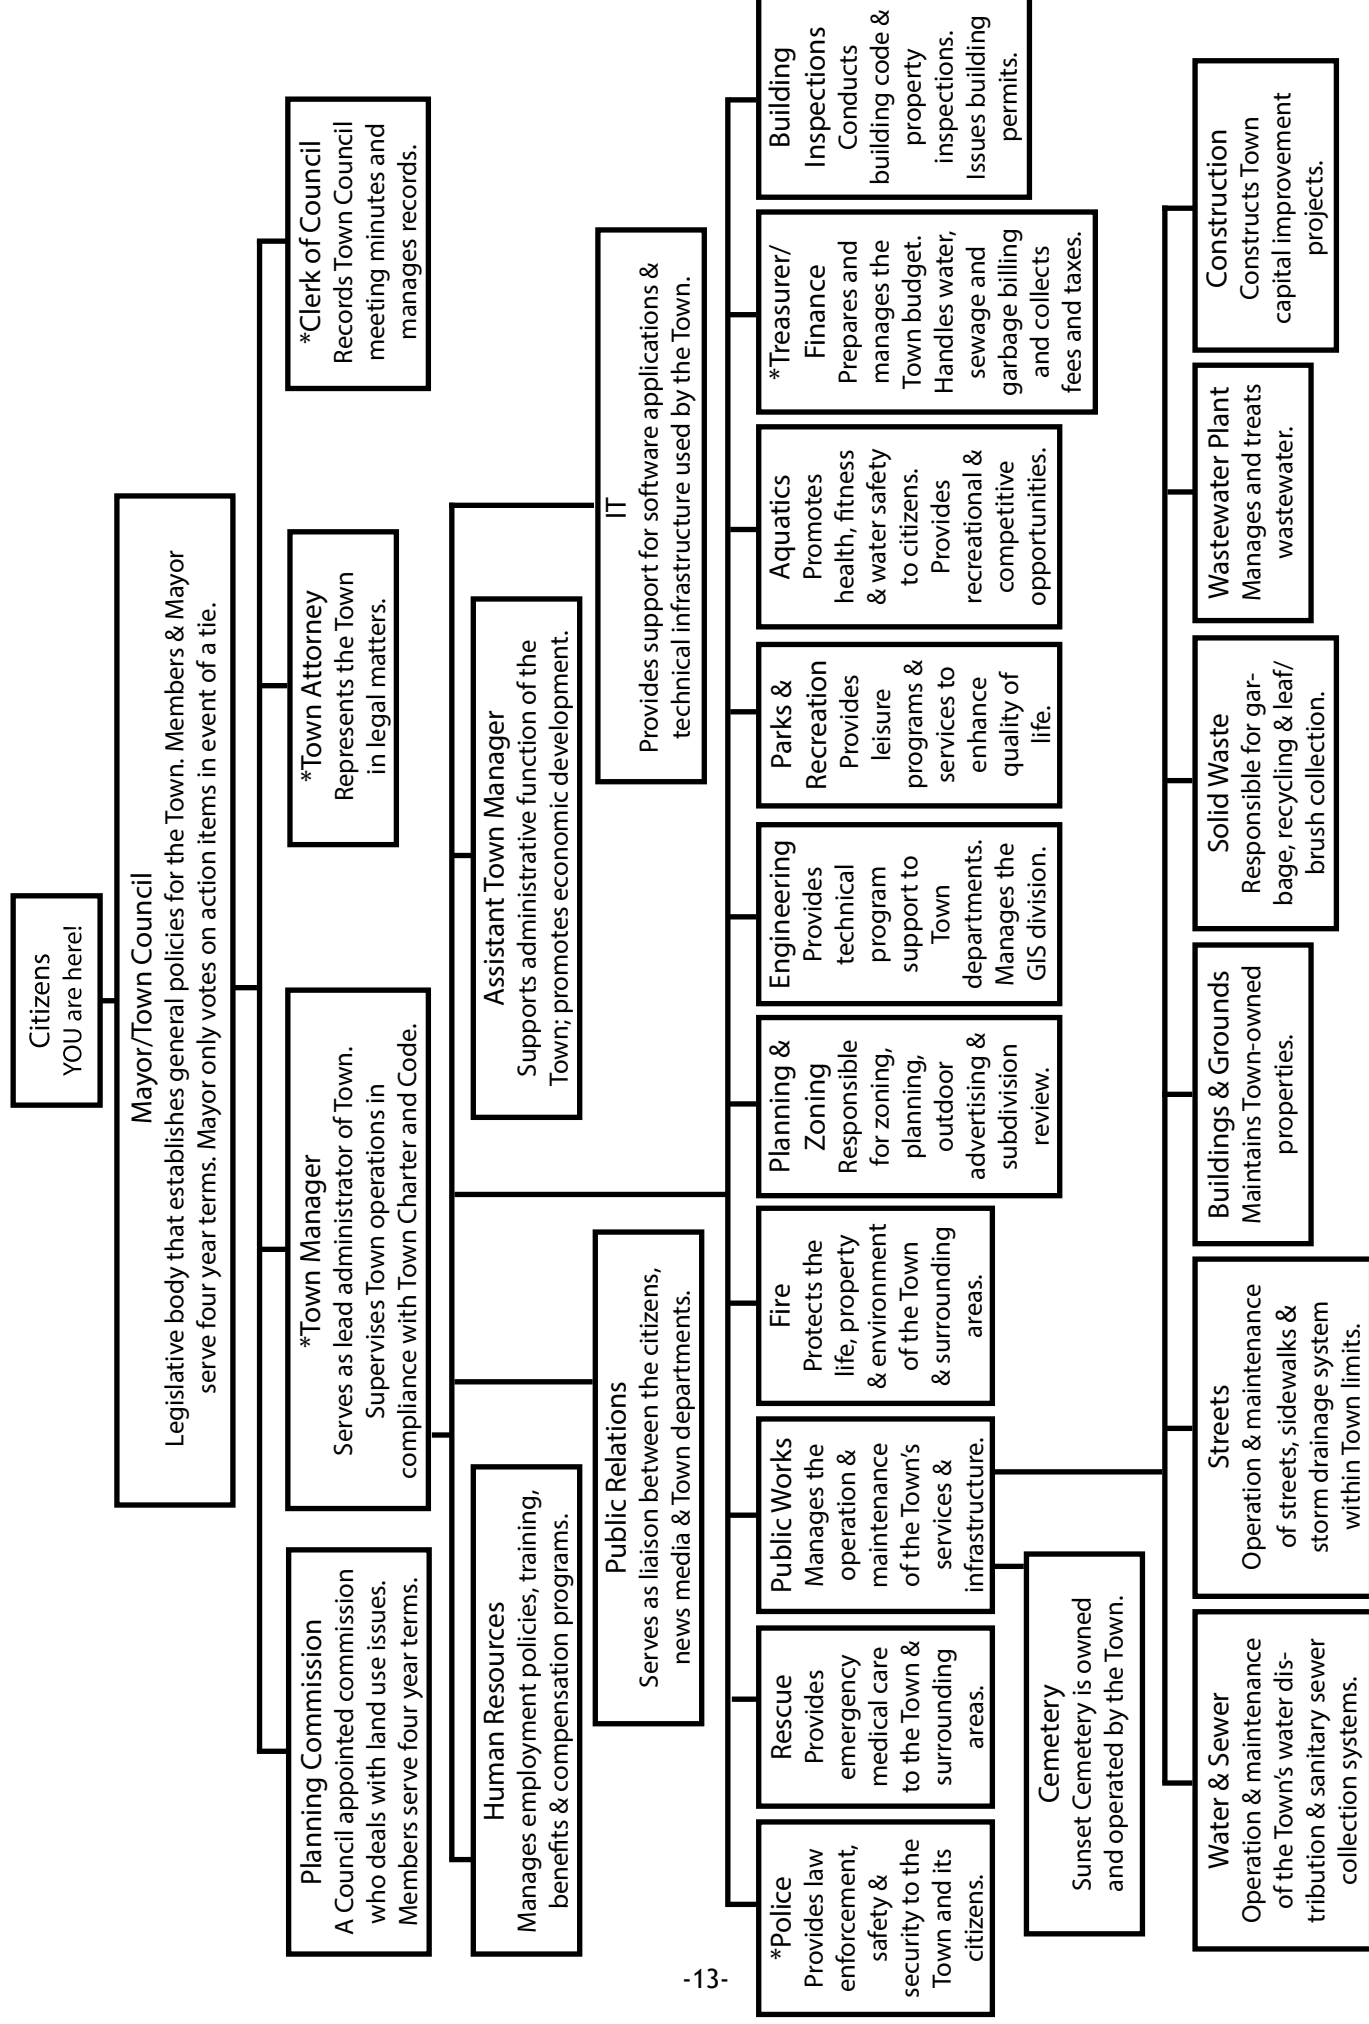 Citizens
YOU are here!
Mayor/Town Council
Legislative body that establishes general policies for the Town. Members & Mayor
serve four year terms. Mayor only votes on action items in event of a tie.
Planning Commission
A Council appointed commission
who deals with land use issues.
Members serve four year terms.
*Town Manager
Serves as lead administrator of Town.
Supervises Town operations in
compliance with Town Charter and Code.
*Town Attorney
Represents the Town
in legal matters.
*Clerk of Council
Records Town Council
meeting minutes and
manages records.
Human Resources
Manages employment policies, training,
benefits & compensation programs.
Assistant Town Manager
Supports administrative function of the
Town; promotes economic development.
Public Relations
Serves as liaison between the citizens,
news media & Town departments.
IT
Provides support for software applications &
technical infrastructure used by the Town.
*Police
Provides law
enforcement,
safety &
security to the
Town and its
citizens.
Rescue
Provides
emergency
medical care
to the Town &
surrounding
areas.
Public Works
Manages the
operation &
maintenance
of the Town's
services &
infrastructure.
Fire
Protects the
life, property
& environment
of the Town
& surrounding
areas.
Planning &
Zoning
Responsible
for zoning,
planning,
outdoor
advertising &
subdivision
review.
Engineering
Provides
technical
program
support to
Town
departments.
Manages the
GIS division.
Parks &
Recreation
Provides
leisure
programs &
services to
enhance
quality of
life.
Aquatics
Promotes
health, fitness
& water safety
to citizens.
Provides
recreational &
competitive
opportunities.
*Treasurer/
Finance
Prepares and
manages the
Town budget.
Handles water,
sewage and
garbage billing
and collects
fees and taxes.
Building
Inspections
Conducts
building code &
property
inspections.
Issues building
permits.
Cemetery
Sunset Cemetery is owned
and operated by the Town.
Water & Sewer
Operation & maintenance
of the Town's water dis-
tribution & sanitary sewer
collection systems.
Streets
Operation & maintenance
of streets, sidewalks &
storm drainage system
within Town limits.
Buildings & Grounds
Maintains Town-owned
properties.
Solid Waste
Responsible for gar-
bage, recycling & leaf/
brush collection.
Wastewater Plant
Manages and treats
wastewater.
Construction
Constructs Town
capital improvement
projects.
-13-